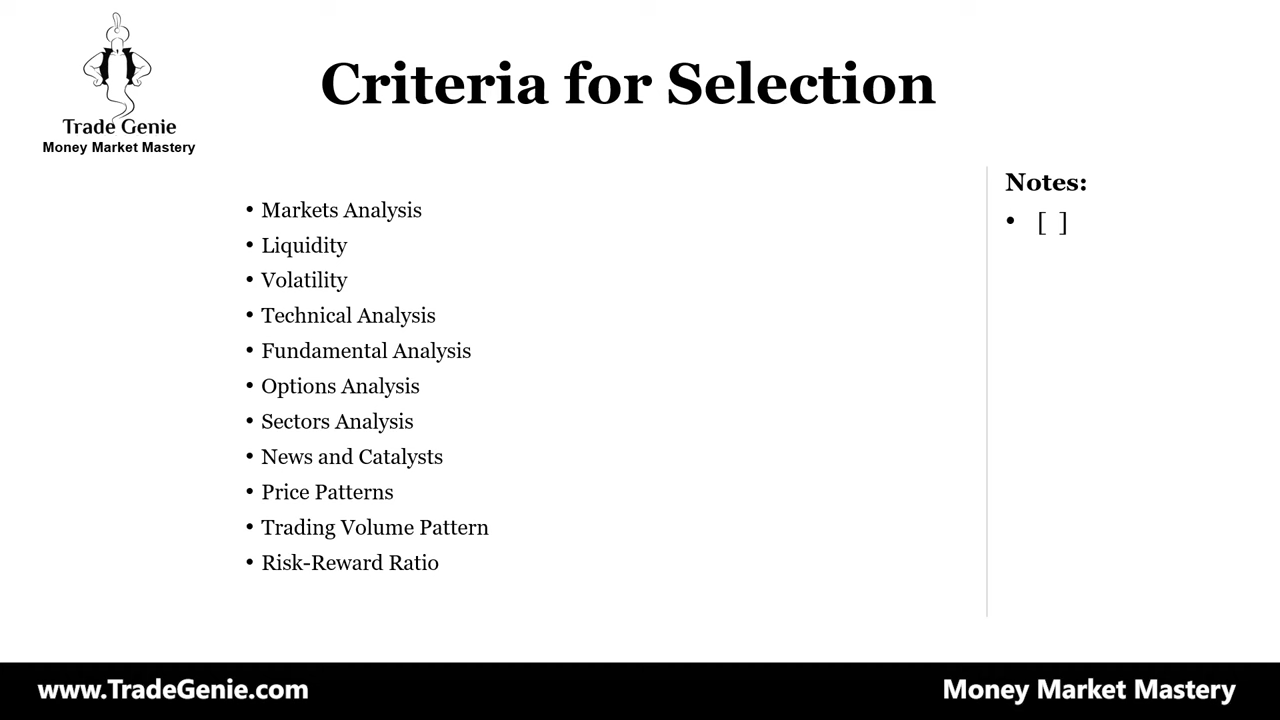 Trade Genie
Money Market Mastery
Criteria for Selection
• Markets Analysis
• Liquidity
• Volatility
• Technical Analysis
• Fundamental Analysis
• Options Analysis
• Sectors Analysis
• News and Catalysts
• Price Patterns
• Trading Volume Pattern
• Risk-Reward Ratio
Notes:
• [ ]
www.TradeGenie.com
Money Market Mastery